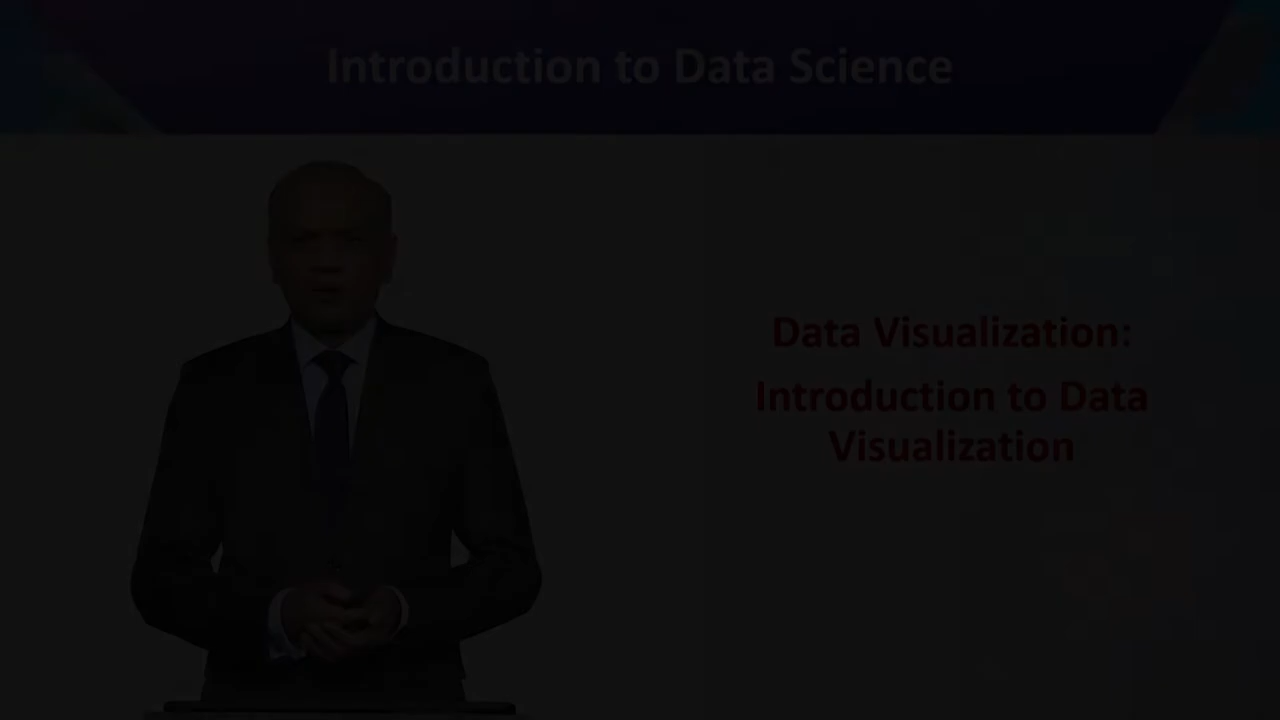 Introduction to Data Science
Data Visualization:
Introduction to Data
Visualization